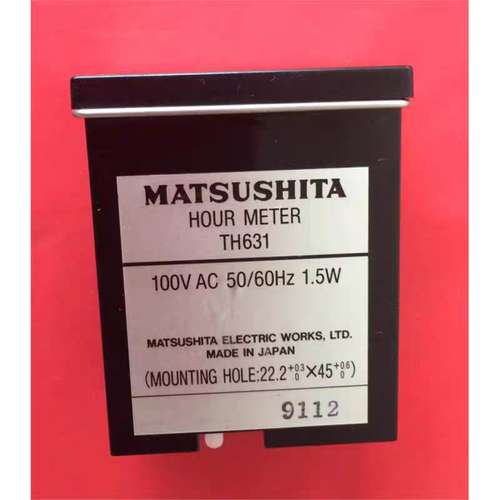 MATSUSHITA
HOUR METER
TH631
100V AC 50/60Hz 1.5W
MATSUSHITA ELECTRIC WORKS, LTD.
MADE IN JAPAN
(MOUNTING HOLE:22.2 +0.3 0 ×45 +0.6 0)
9112